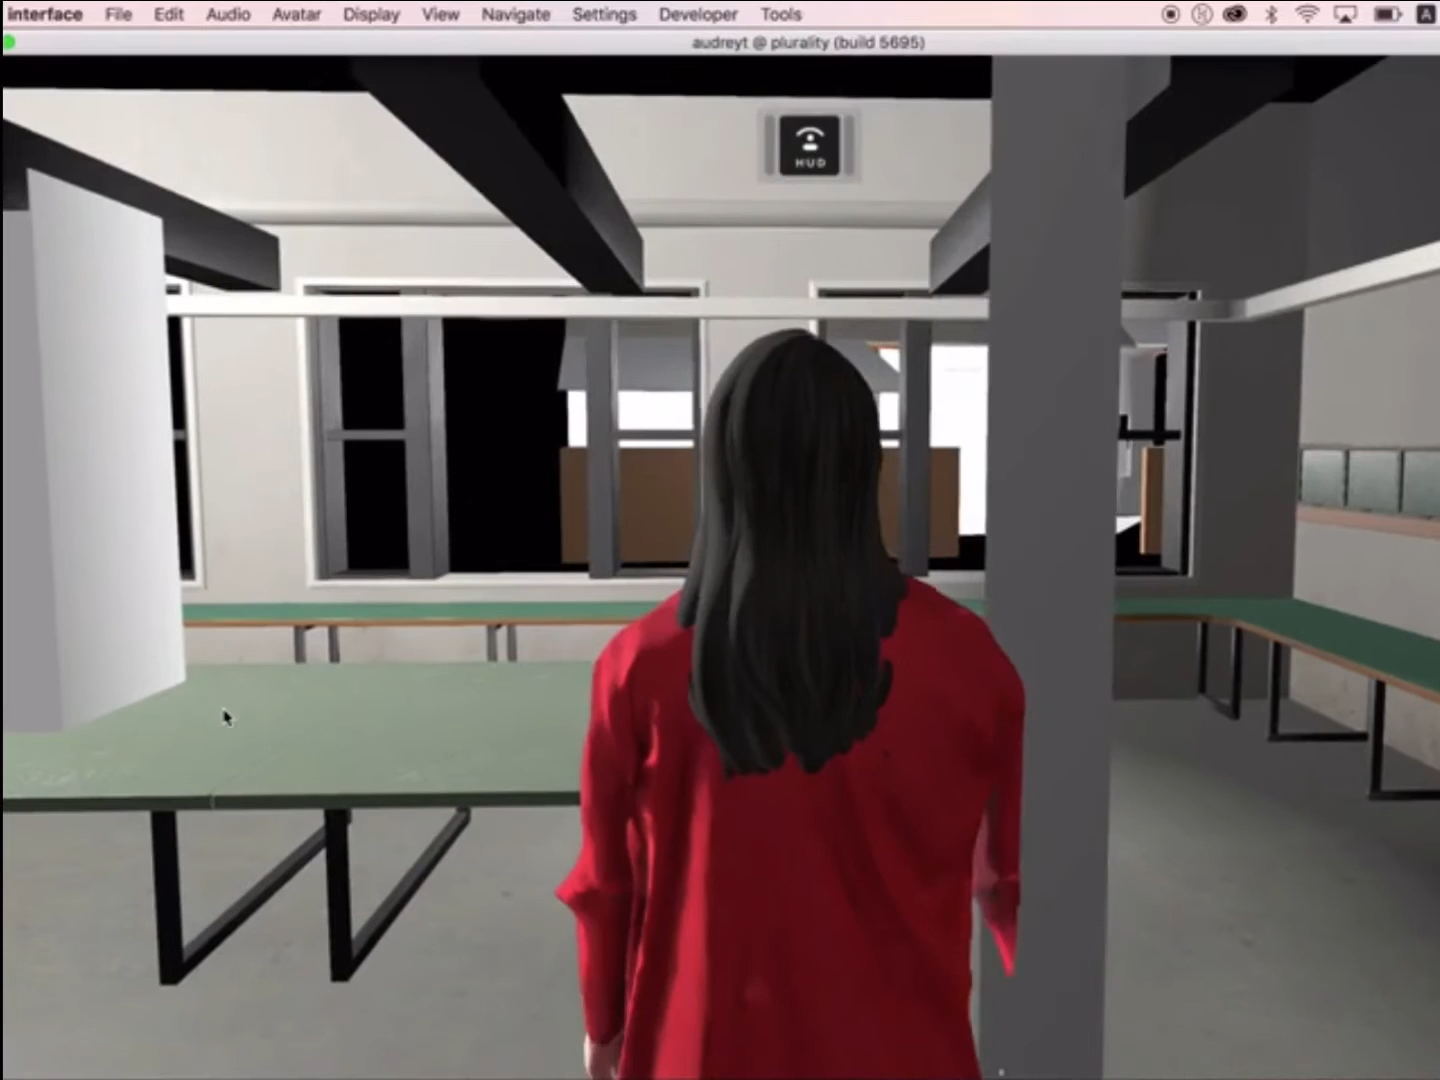 interface File Edit Audio Avatar Display View Navigate Settings Developer Tools A
audreyt @ plurality (build 5695)
HUD